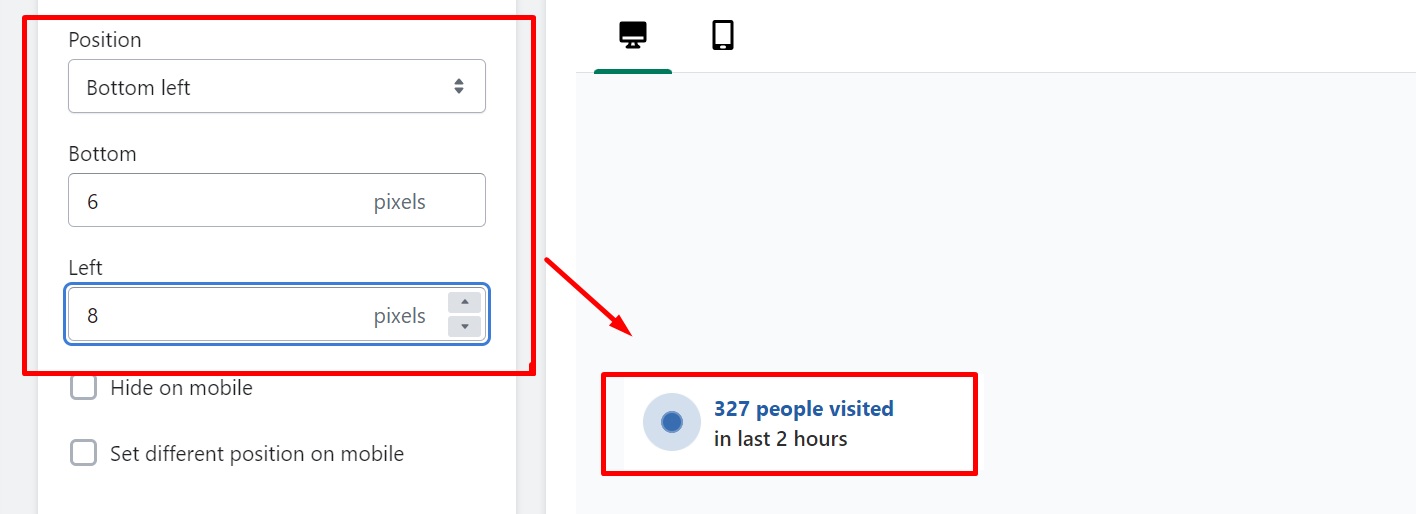 Position
Bottom left
Bottom
6 pixels
Left
8 pixels
Hide on mobile
Set different position on mobile
327 people visited
in last 2 hours